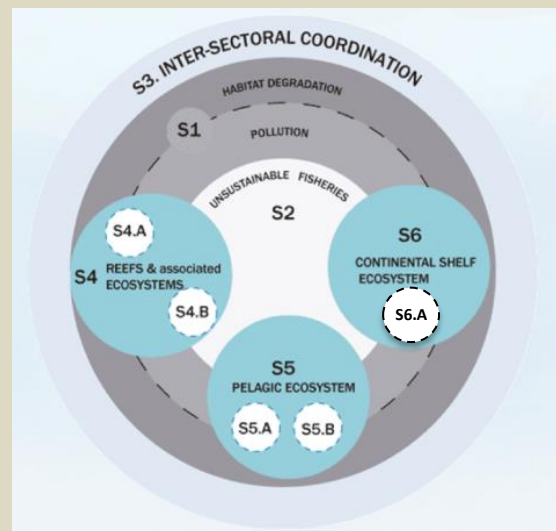 S3. INTER-SECTORAL COORDINATION
HABITAT DEGRADATION
S1
POLLUTION
UNSUSTAINABLE FISHERIES
S2
S4.A
S4
REEFS & associated
ECOSYSTEMS
S4.B
S6
CONTINENTAL SHELF
ECOSYSTEM
S6.A
S5
PELAGIC ECOSYSTEM
S5.A
S5.B